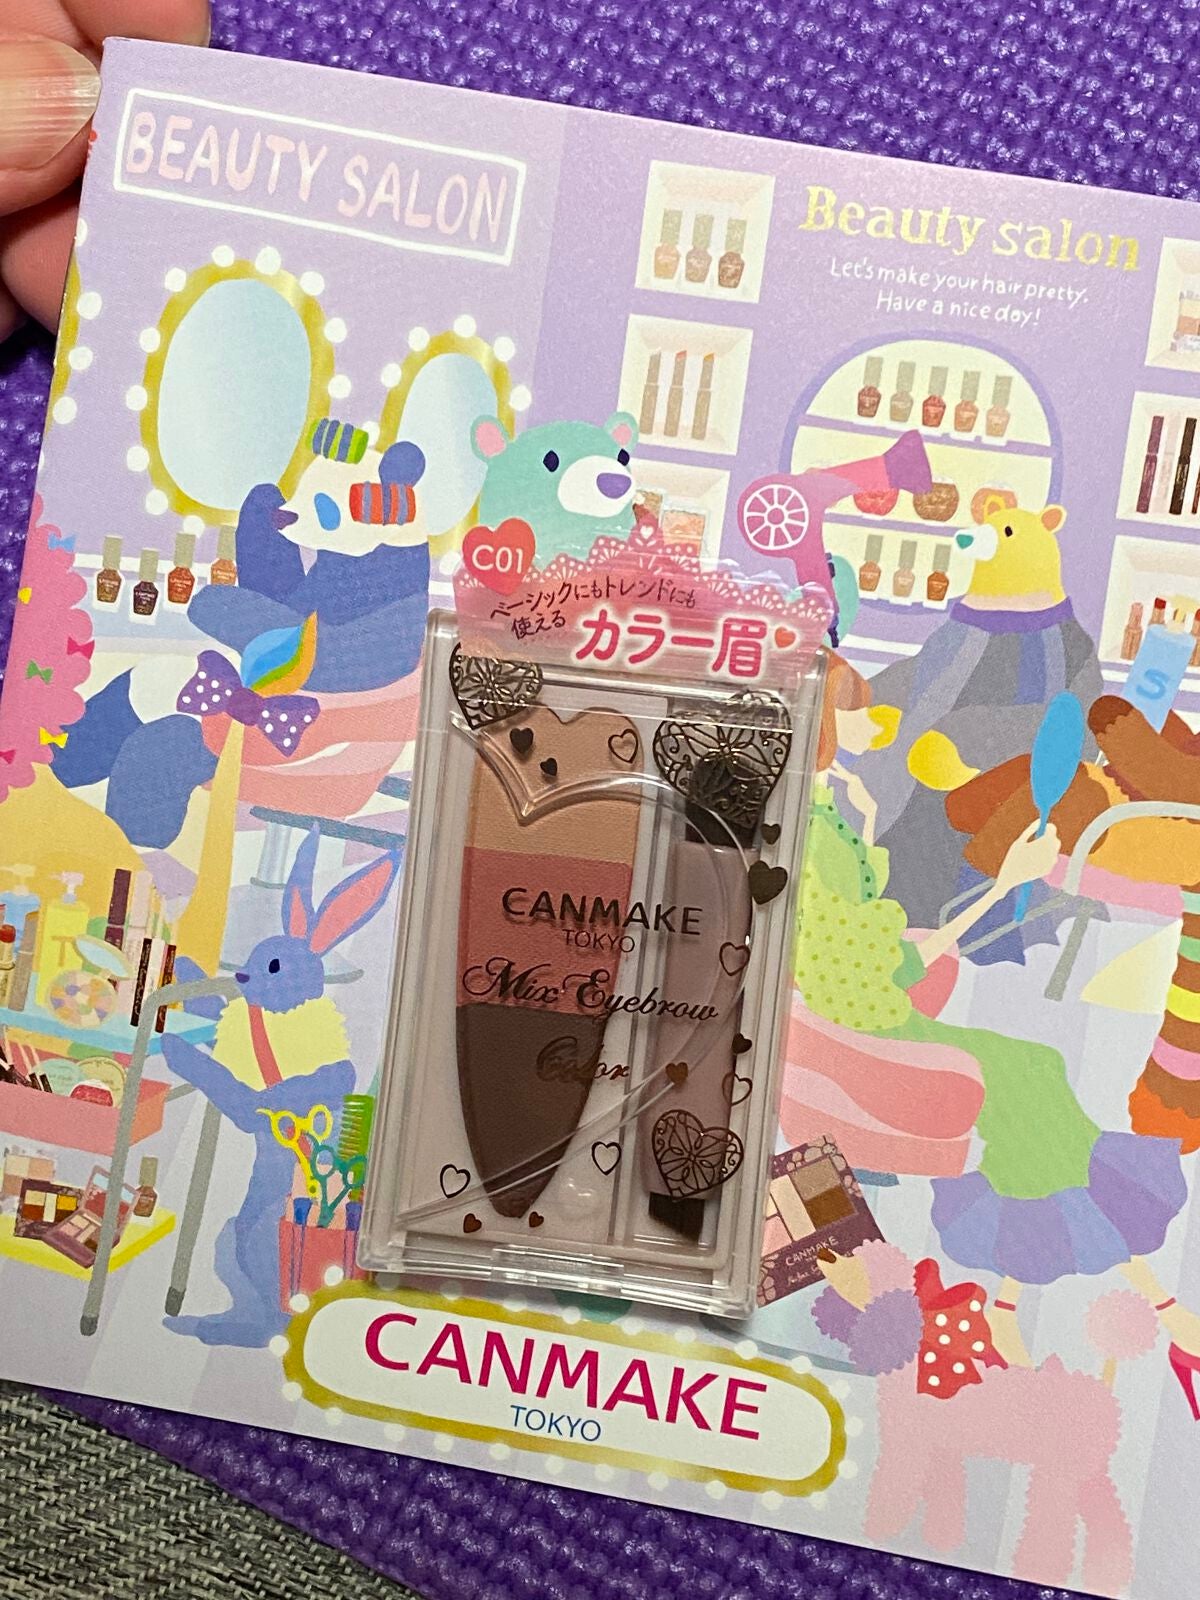 BEAUTY SALON
Beauty salon
Let's make your hair pretty.
Have a nice day!
C01
ベーシックにもトレンドにも
使える
カラー眉
S
CANMAKE
TOKYO
Mix Eyebrow
Color
CANMAKE
CANMAKE
TOKYO